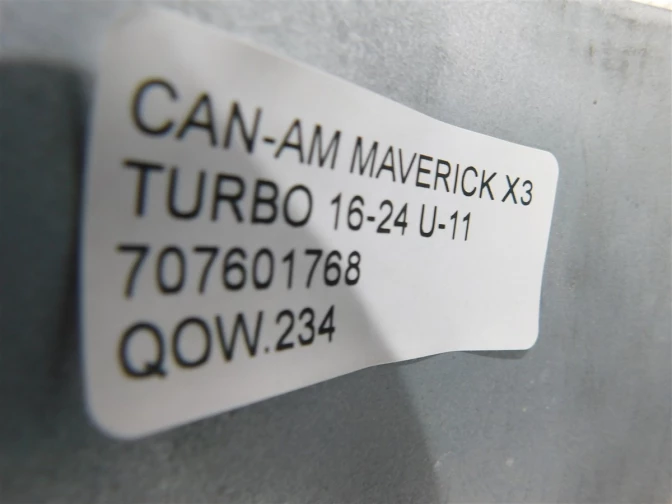 CAN-AM MAVERICK X3
TURBO 16-24 U-11
707601768
QOW.234